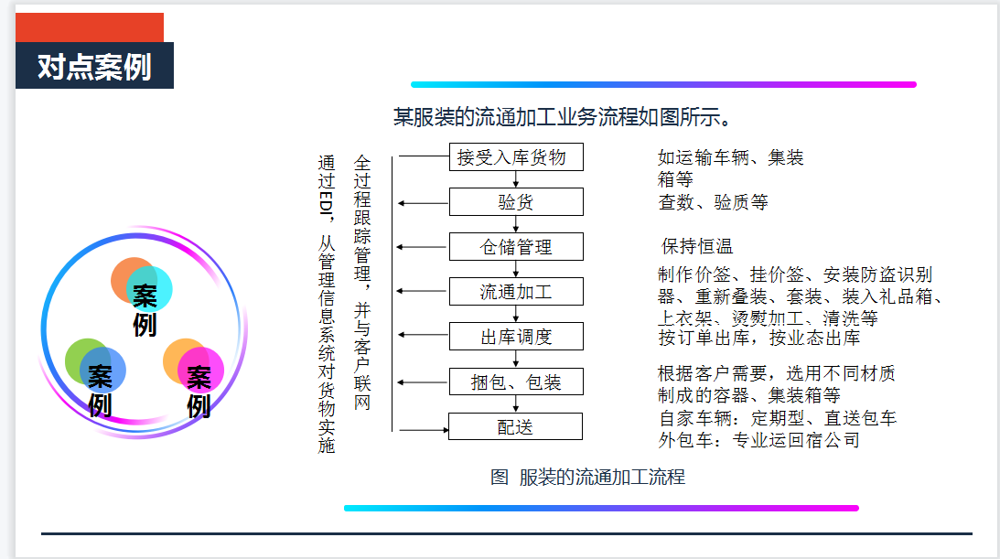 对点案例
某服装的流通加工业务流程如图所示。
通过EDI，从管理信息系统对货物实施
全过程跟踪管理，并与客户联网
接受入库货物
如运输车辆、集装
箱等
验货
查数、验质等
仓储管理
保持恒温
流通加工
制作价签、挂价签、安装防盗识别
器、重新叠装、套装、装入礼品箱、
上衣架、烫熨加工、清洗等
出库调度
按订单出库，按业态出库
捆包、包装
根据客户需要，选用不同材质
制成的容器、集装箱等
配送
自家车辆：定期型、直送包车
外包车：专业运回宿公司
案
例
案
例
案
例
图 服装的流通加工流程